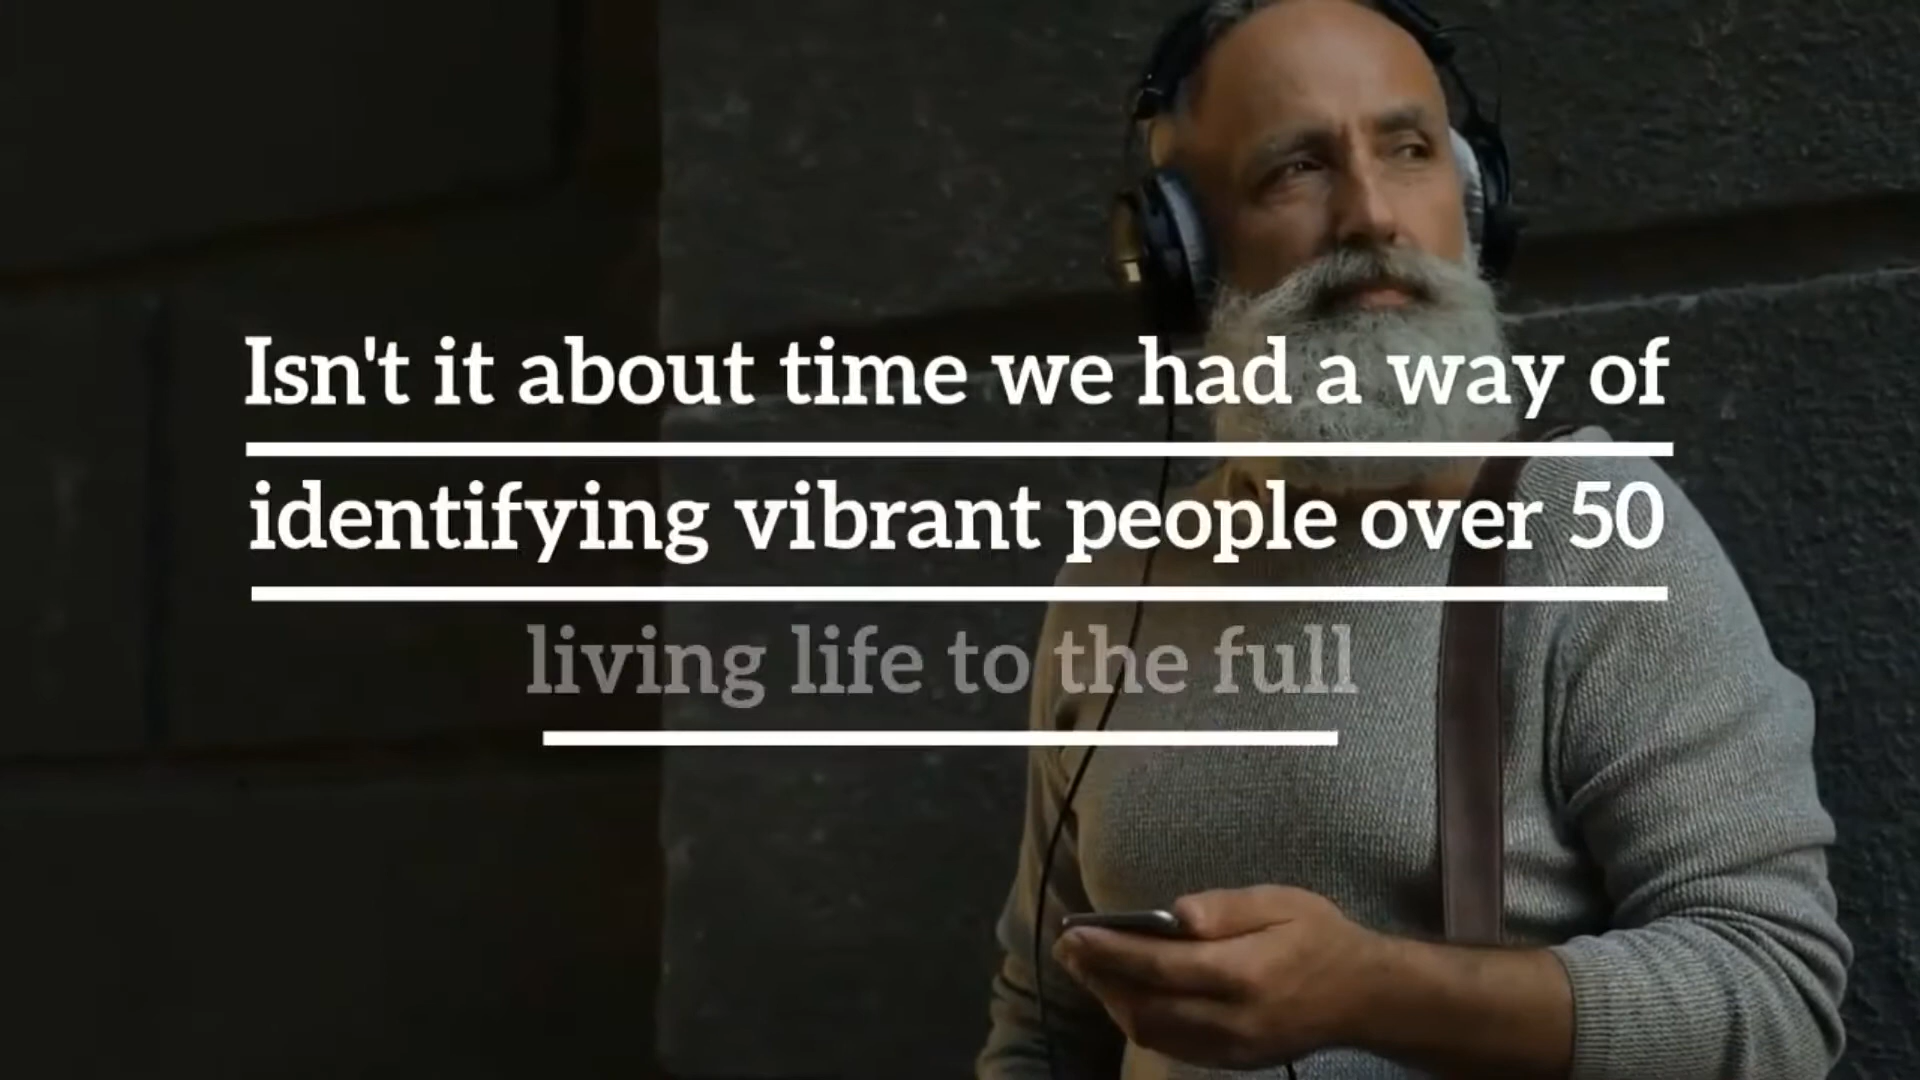 Isn't it about time we had a way of
identifying vibrant people over 50
living life to the full